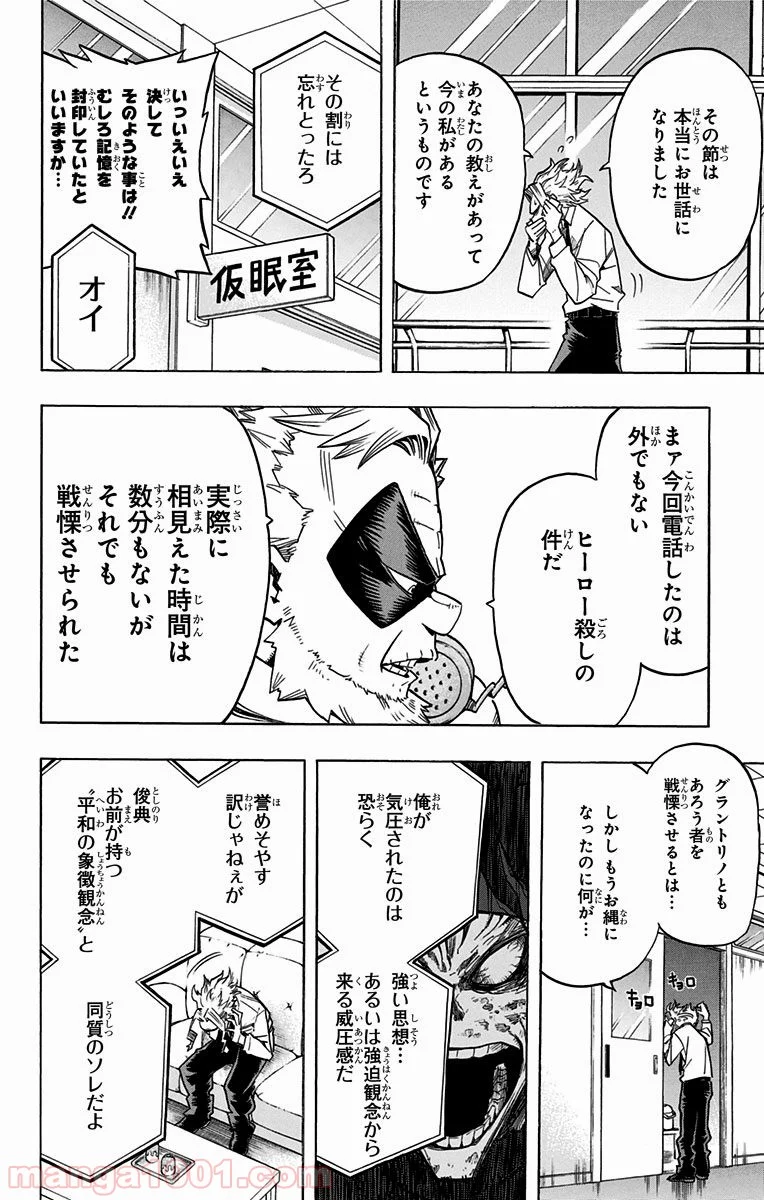 その節は
本当にお世話に
なりました
あなたの教えがあって
今の私がある
というものです
その割には
忘れとったろ
いっいえいえ
決して
そのような事は!!
むしろ記憶を
封印していたと
いいますか…
仮眠室
オイ
まァ今回電話したのは
外でもない
ヒーロー殺しの
件だ
実際に
相見えた時間は
数分もないが
それでも
戦慄させられた
グラントリノとも
あろう者を
戦慄させるとは…
しかしもうお縄に
なったのに何が…
キョロ
キョロ
俺が
気圧されたのは
恐らく
強い思想…
あるいは強迫観念から
来る威圧感だ
誉めそやす
訳じゃねぇが
俊典
お前が持つ
〝平和の象徴観念〟と
同質のソレだよ
manga1001.com